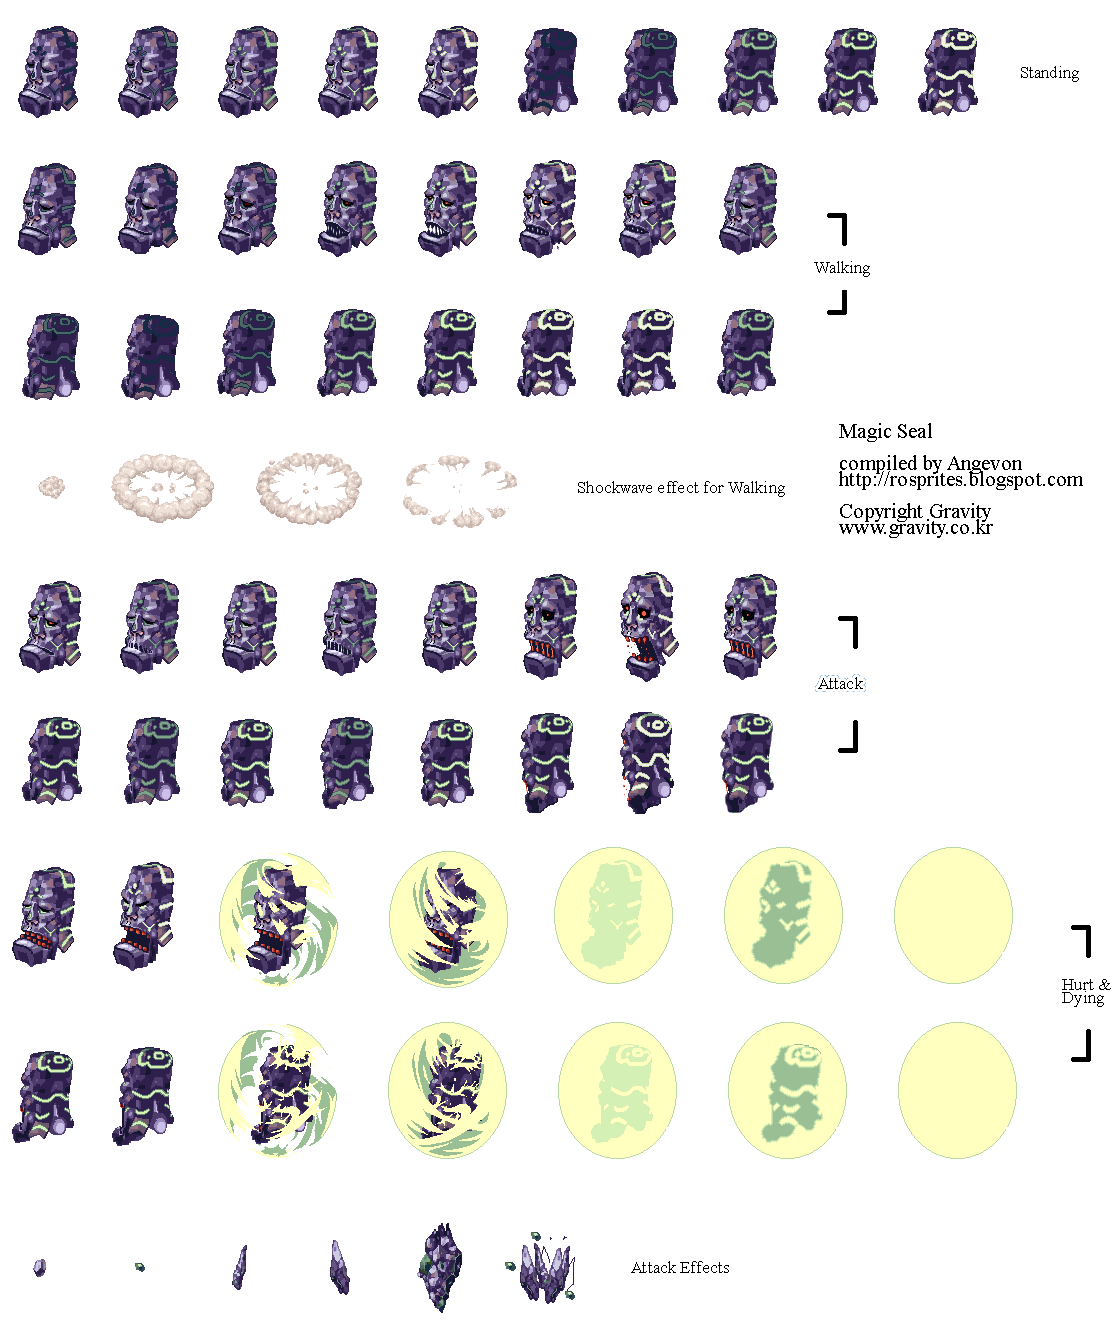 Standing
Walking
Magic Seal
compiled by Angevon
http://rosprites.blogspot.com
Shockwave effect for Walking
Copyright Gravity
www.gravity.co.kr
Attack
Hurt &
Dying
Attack Effects